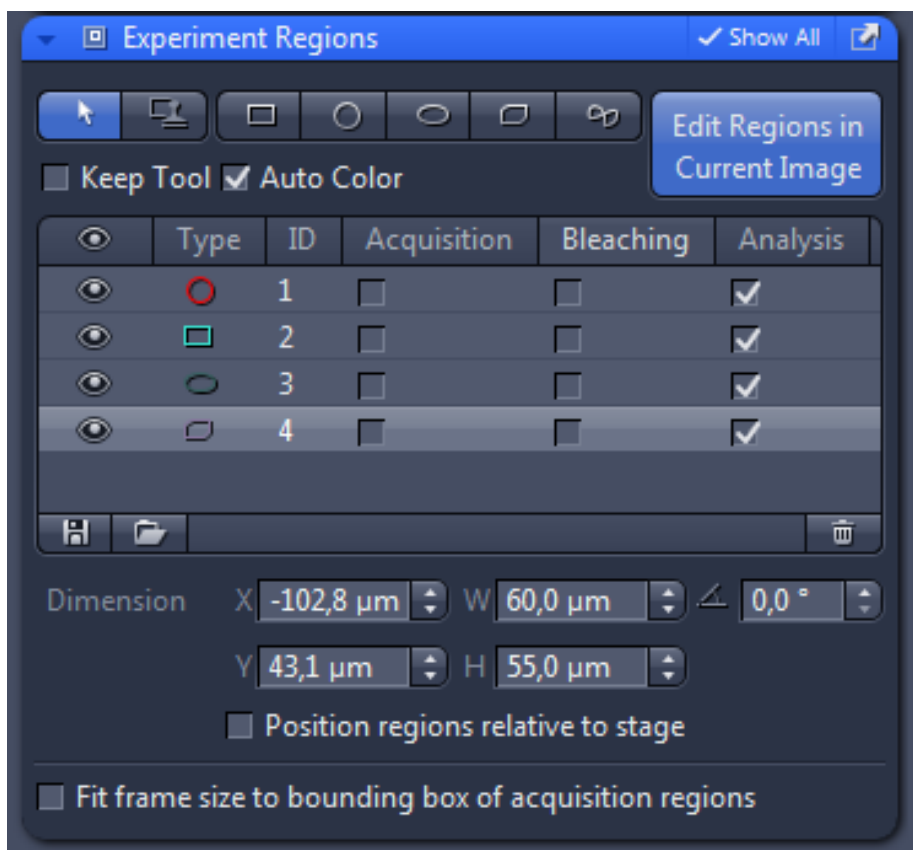 Experiment Regions ✓ Show All
Edit Regions in
Current Image
Keep Tool Auto Color
Type ID Acquisition Bleaching Analysis
1
2
3
4
Dimension X -102,8 µm W 60,0 µm 0,0 °
Y 43,1 µm H 55,0 µm
Position regions relative to stage
Fit frame size to bounding box of acquisition regions